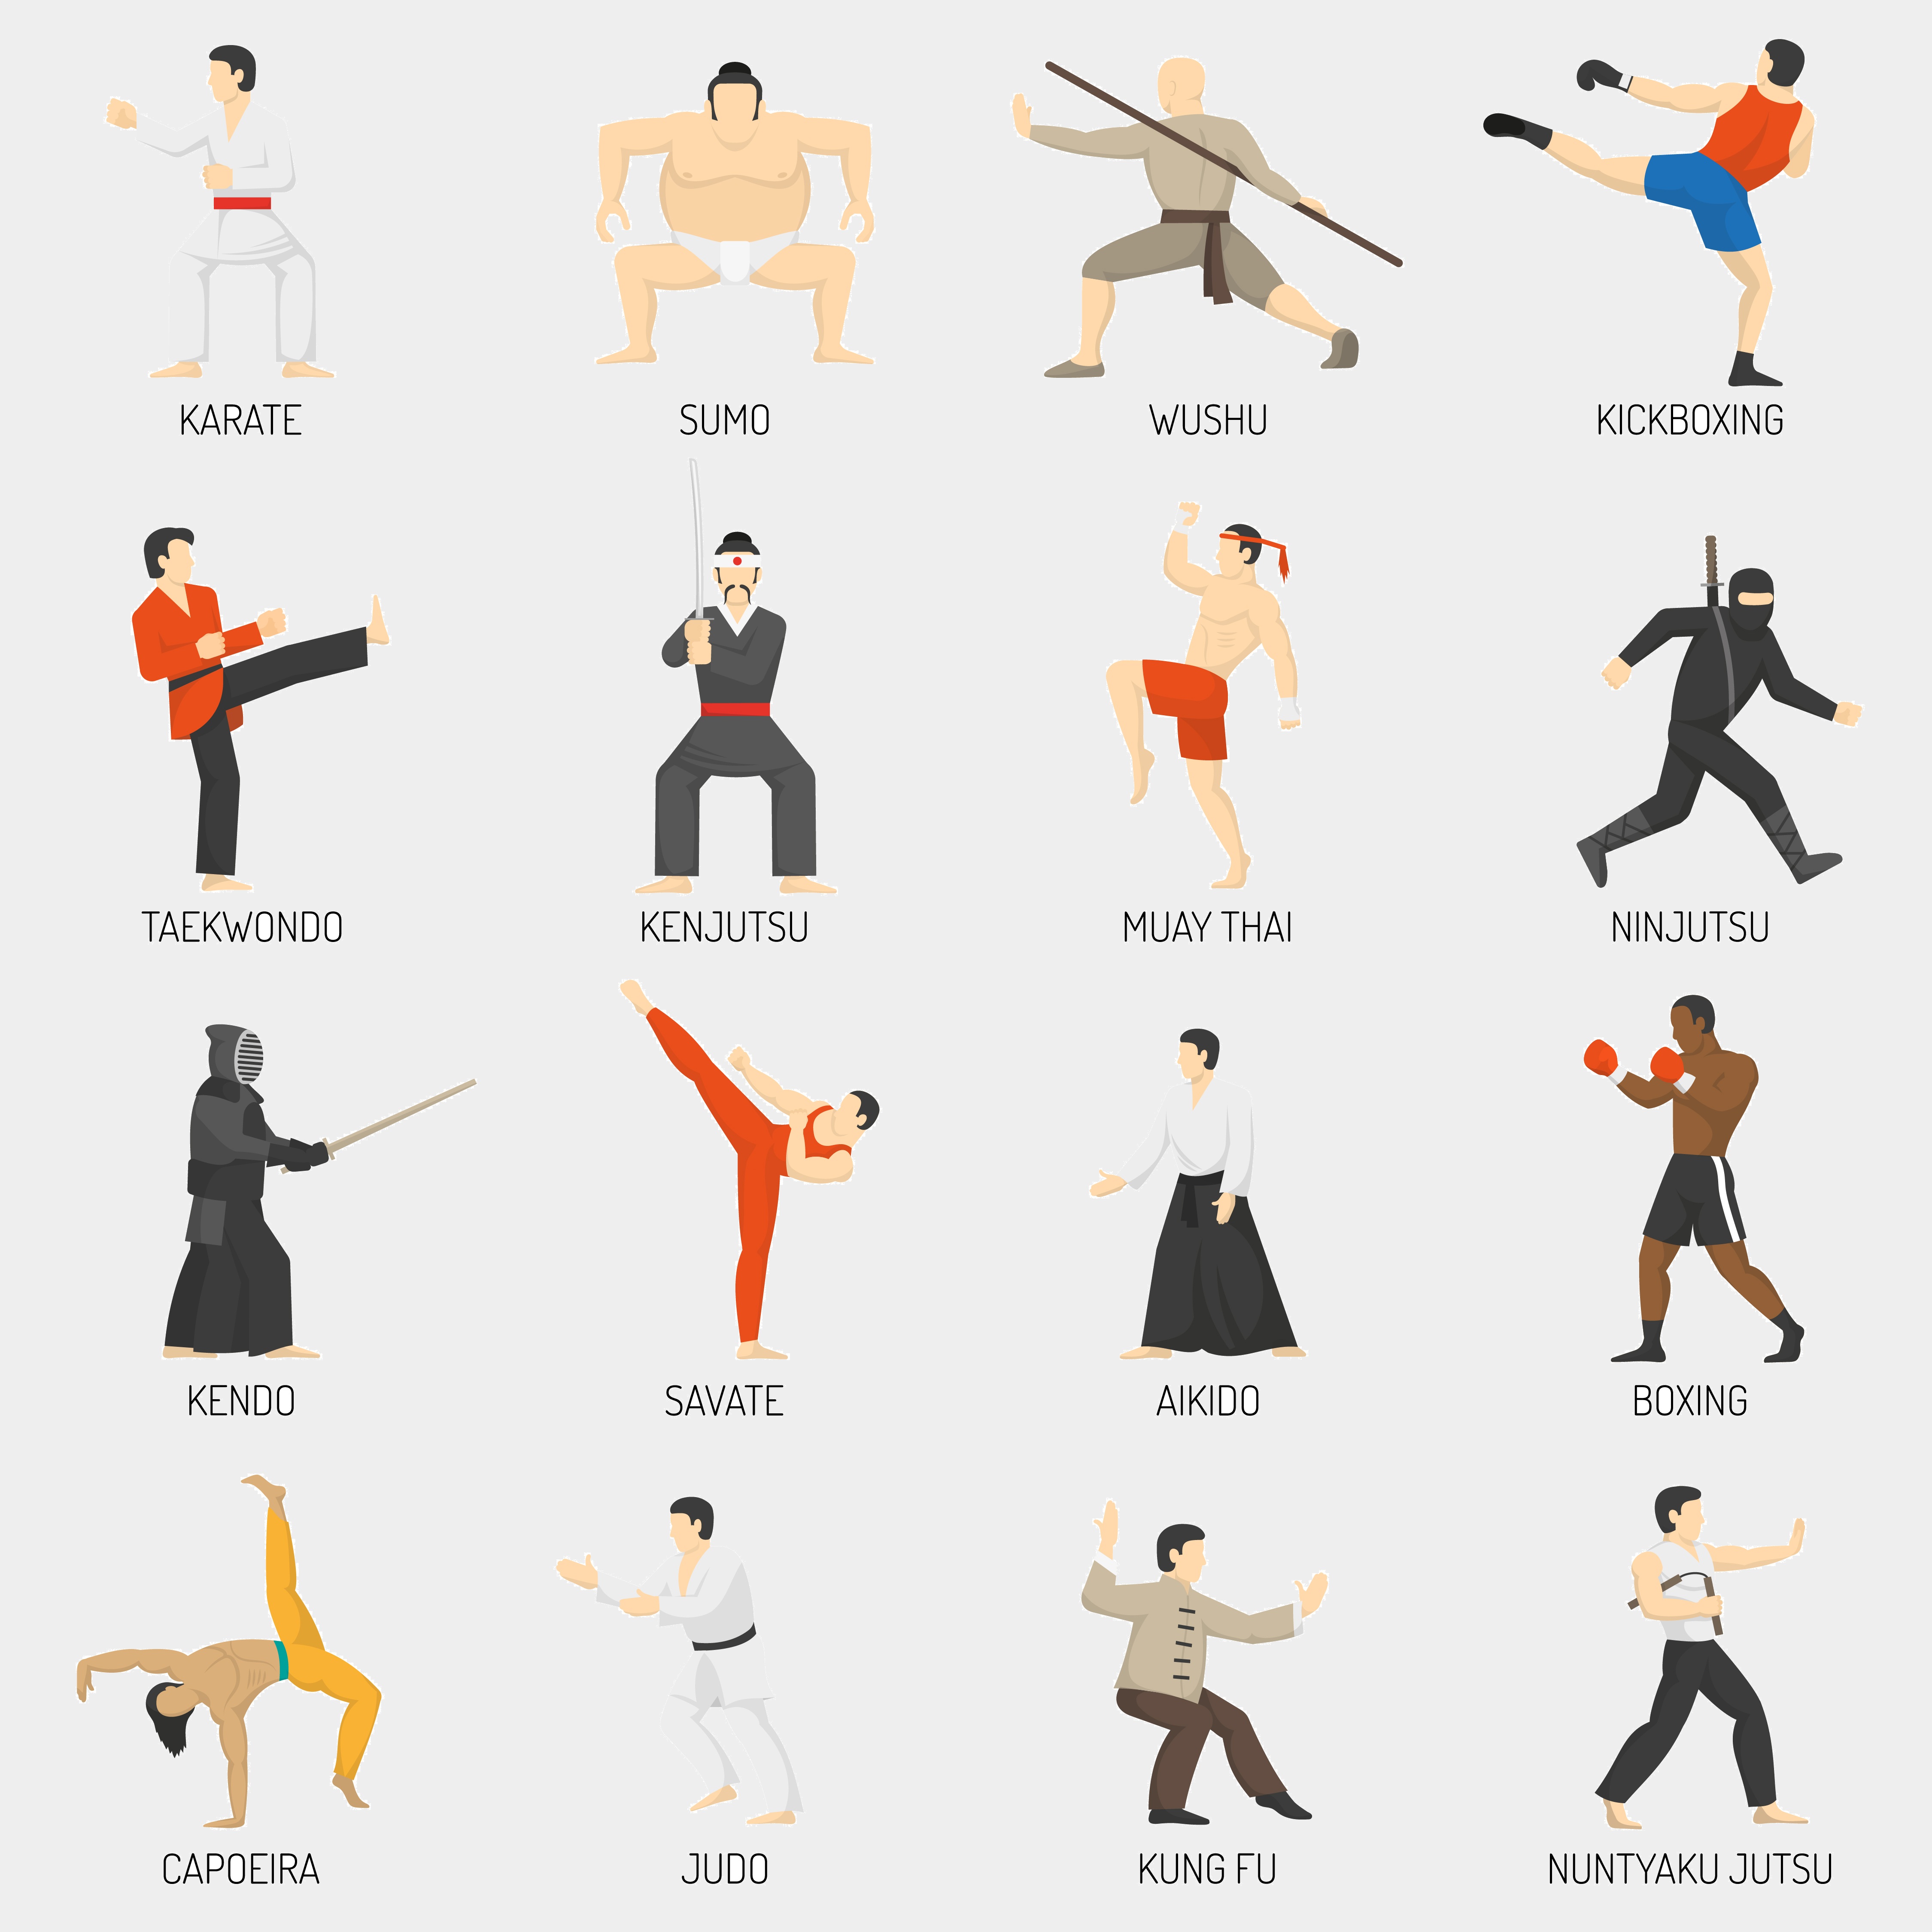 KARATE
SUMO
WUSHU
KICKBOXING
TAEKWONDO
KENJUTSU
MUAY THAI
NINJUTSU
KENDO
SAVATE
AIKIDO
BOXING
CAPOEIRA
JUDO
KUNG FU
NUNTYAKU JUTSU